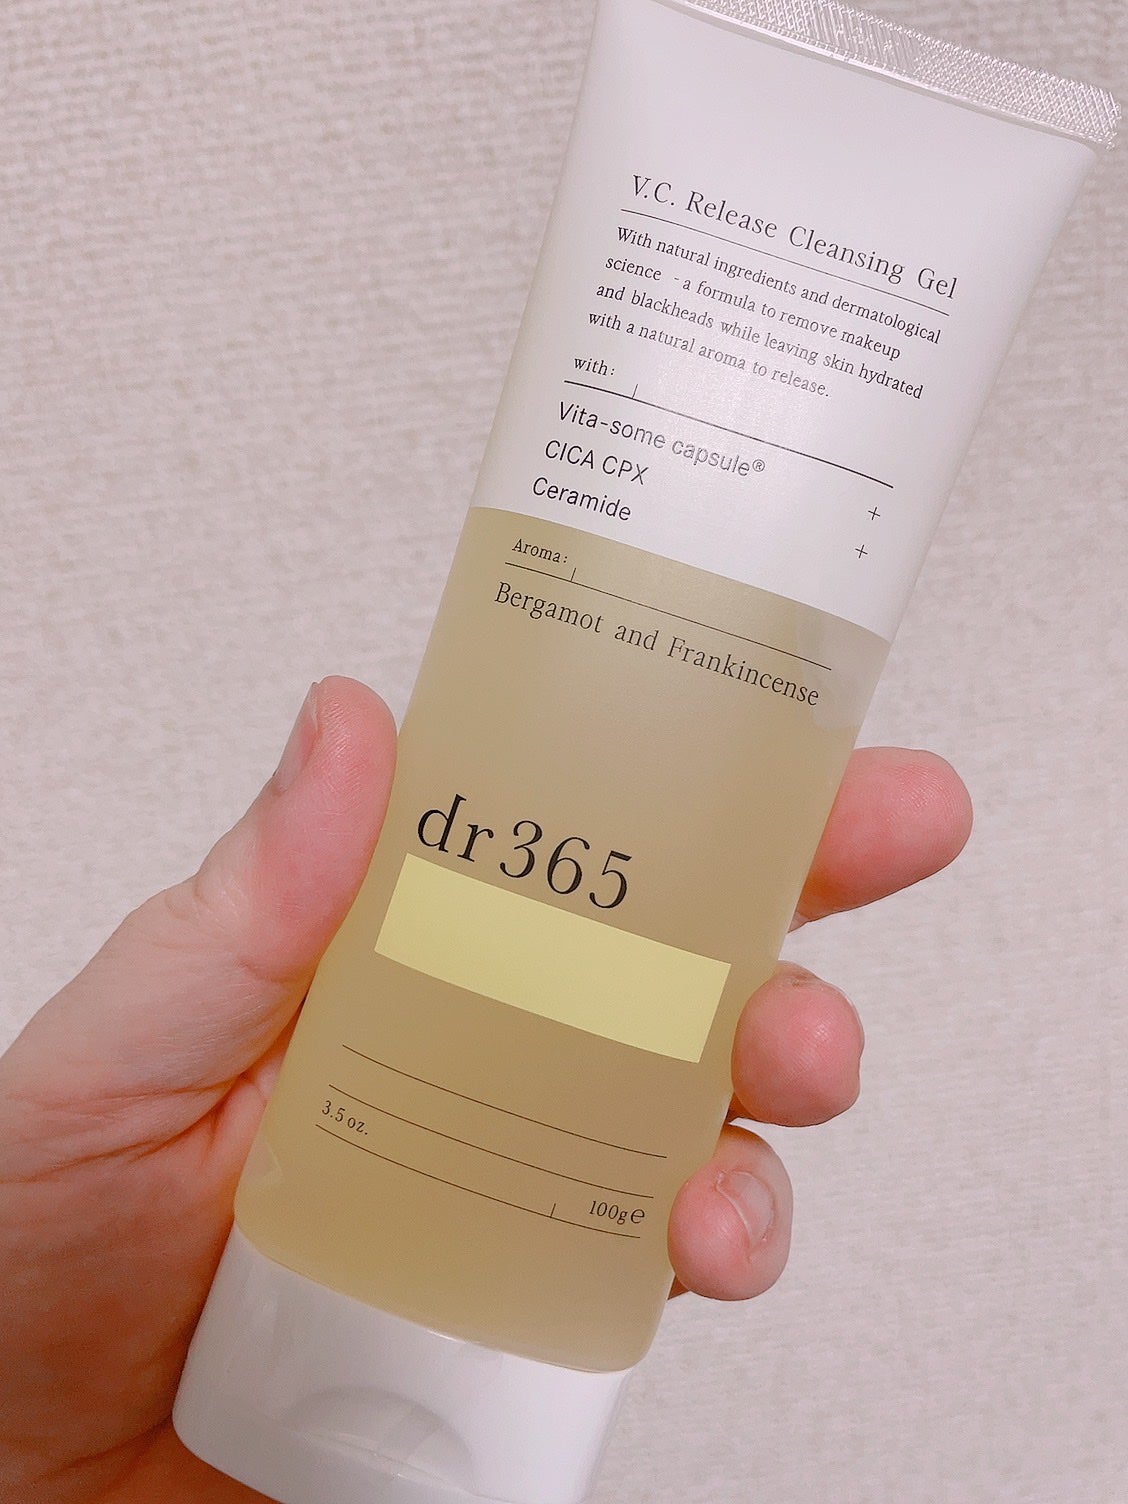 V.C. Release Cleansing Gel
With natural ingredients and dermatological
science - a formula to remove makeup
and blackheads while leaving skin hydrated
with a natural aroma to release.
with:
Vita-some capsule®
CICA CPX +
Ceramide +
Aroma:
Bergamot and Frankincense
dr365
3.5 oz.
100g℮